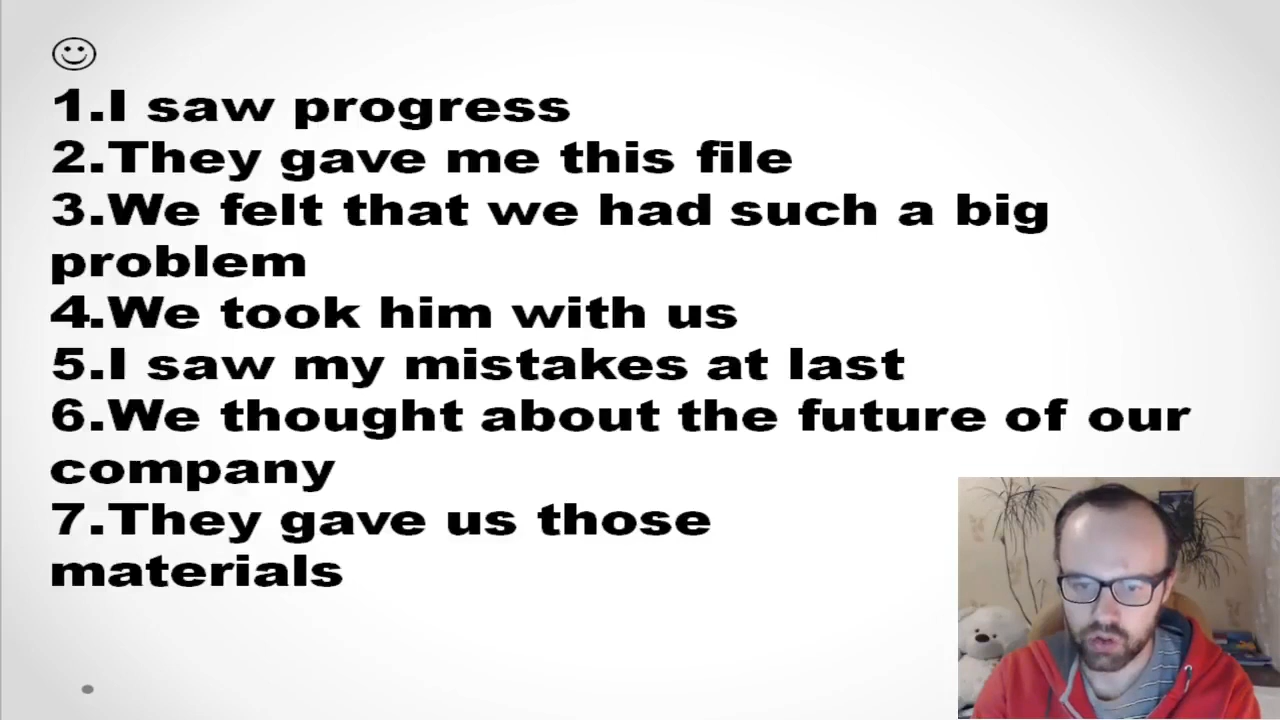 1.I saw progress
2.They gave me this file
3.We felt that we had such a big
problem
4.We took him with us
5.I saw my mistakes at last
6.We thought about the future of our
company
7.They gave us those
materials